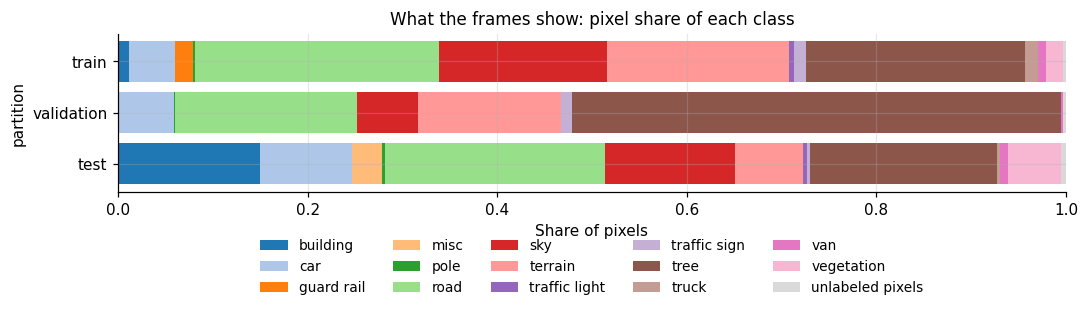 What the frames show: pixel share of each class
partition
train
validation
test
0.0 0.2 0.4 0.6 0.8 1.0
Share of pixels
building misc sky traffic sign van
car pole terrain tree vegetation
guard rail road traffic light truck unlabeled pixels